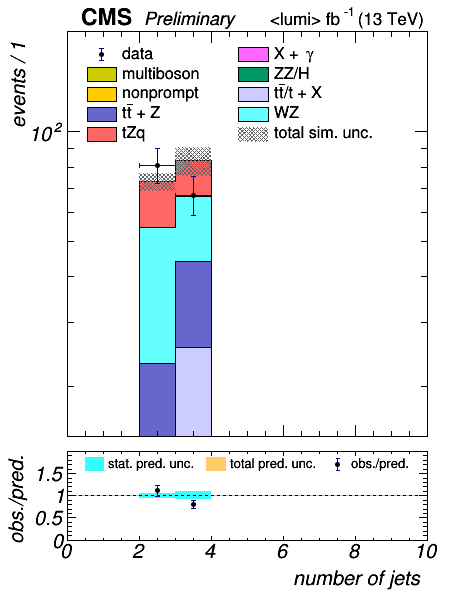 CMS Preliminary <lumi> fb⁻¹ (13 TeV)
events / 1
data
multiboson
nonprompt
tt̄ + Z
tZq
X + γ
ZZ/H
tt̄/t + X
WZ
total sim. unc.
10²
obs./pred.
stat. pred. unc. total pred. unc. obs./pred.
1.5
1
0.5
0
0 2 4 6 8 10
number of jets